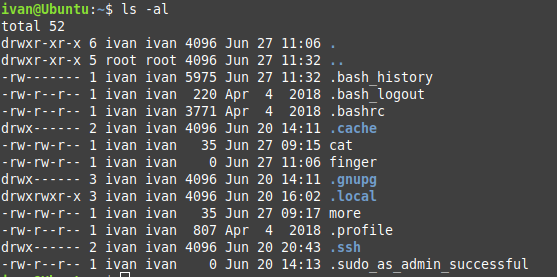 ivan@Ubuntu:~$ ls -al
total 52
drwxr-xr-x 6 ivan ivan 4096 Jun 27 11:06 .
drwxr-xr-x 5 root root 4096 Jun 27 11:32 ..
-rw------- 1 ivan ivan 5975 Jun 27 11:32 .bash_history
-rw-r--r-- 1 ivan ivan  220 Apr  4  2018 .bash_logout
-rw-r--r-- 1 ivan ivan 3771 Apr  4  2018 .bashrc
drwx------ 2 ivan ivan 4096 Jun 20 14:11 .cache
-rw-rw-r-- 1 ivan ivan   35 Jun 27 09:15 cat
-rw-rw-r-- 1 ivan ivan    0 Jun 27 11:06 finger
drwx------ 3 ivan ivan 4096 Jun 20 14:11 .gnupg
drwxrwxr-x 3 ivan ivan 4096 Jun 20 16:02 .local
-rw-rw-r-- 1 ivan ivan   35 Jun 27 09:17 more
-rw-r--r-- 1 ivan ivan  807 Apr  4  2018 .profile
drwx------ 2 ivan ivan 4096 Jun 20 20:43 .ssh
-rw-r--r-- 1 ivan ivan    0 Jun 20 14:13 .sudo_as_admin_successful